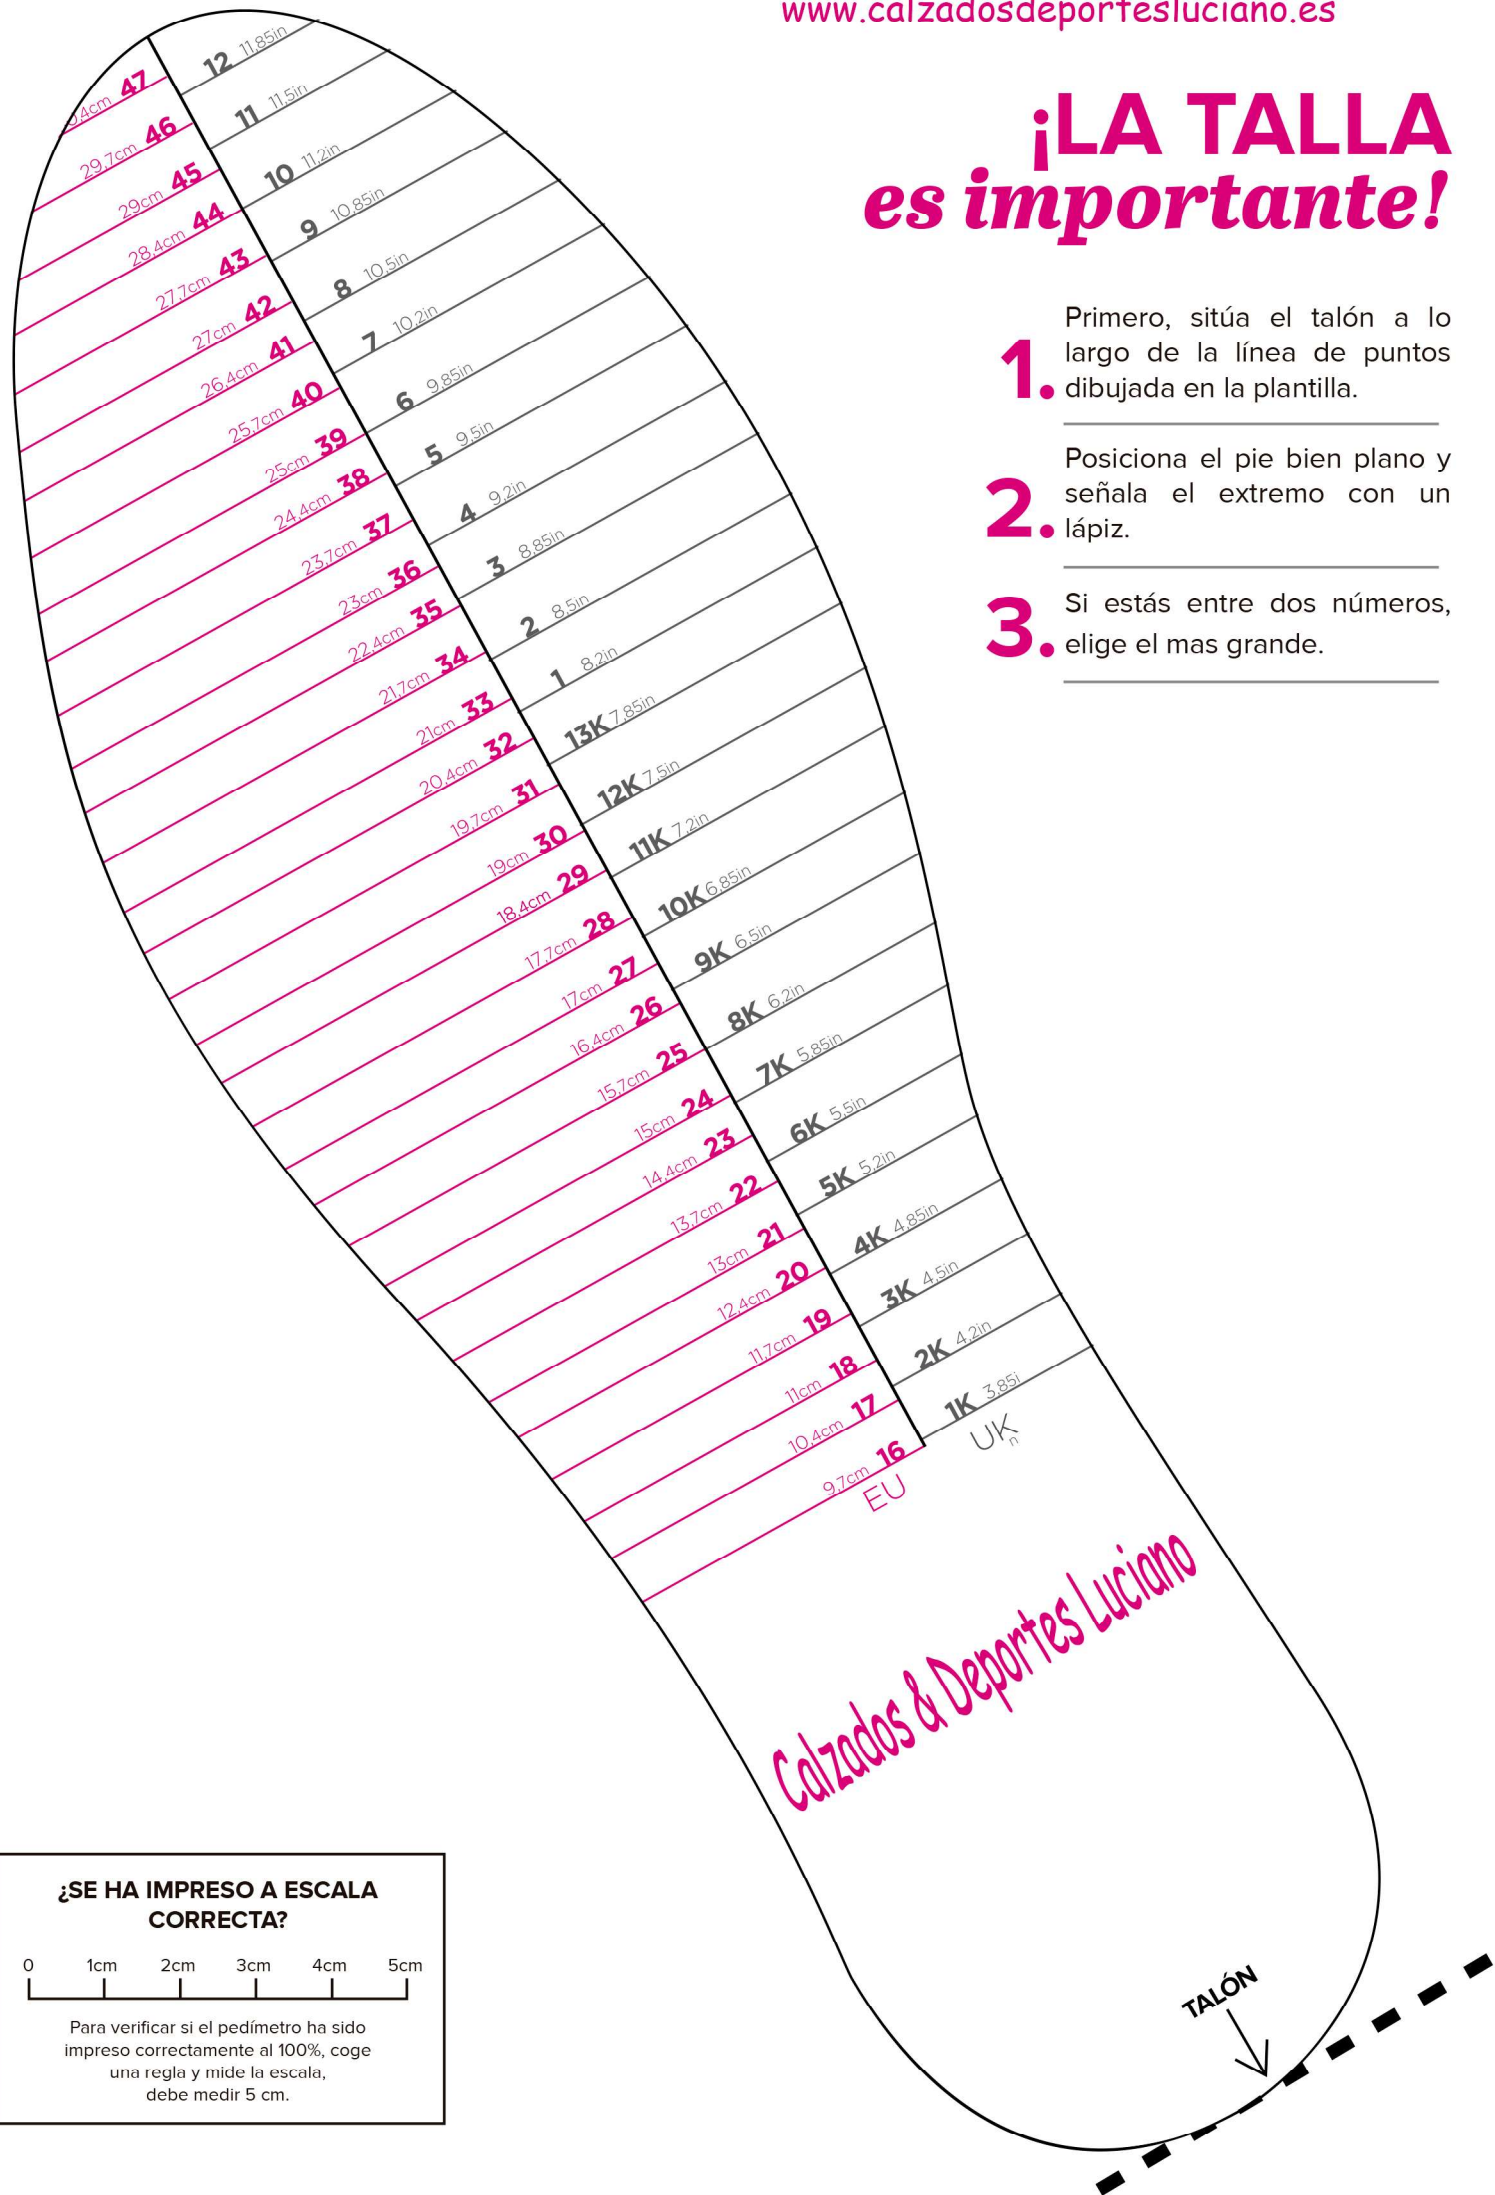 www.calzadosdeportesluciano.es
¡LA TALLA
es importante!
1.
Primero, sitúa el talón a lo
largo de la línea de puntos
dibujada en la plantilla.
2.
Posiciona el pie bien plano y
señala el extremo con un
lápiz.
3.
Si estás entre dos números,
elige el mas grande.
0,4cm 47
29,7cm 46
29cm 45
28,4cm 44
27,7cm 43
27cm 42
26,4cm 41
25,7cm 40
25cm 39
24,4cm 38
23,7cm 37
23cm 36
22,4cm 35
21,7cm 34
21cm 33
20,4cm 32
19,7cm 31
19cm 30
18,4cm 29
17,7cm 28
17cm 27
16,4cm 26
15,7cm 25
15cm 24
14,4cm 23
13,7cm 22
13cm 21
12,4cm 20
11,7cm 19
11cm 18
10,4cm 17
9,7cm 16
EU
12 11,85in
11 11,5in
10 11,2in
9 10,85in
8 10,5in
7 10,2in
6 9,85in
5 9,5in
4 9,2in
3 8,85in
2 8,5in
1 8,2in
13K 7,85in
12K 7,5in
11K 7,2in
10K 6,85in
9K 6,5in
8K 6,2in
7K 5,85in
6K 5,5in
5K 5,2in
4K 4,85in
3K 4,5in
2K 4,2in
1K 3,85i
n
UK
Calzados & Deportes Luciano
TALÓN
¿SE HA IMPRESO A ESCALA
CORRECTA?
0 1cm 2cm 3cm 4cm 5cm
Para verificar si el pedímetro ha sido
impreso correctamente al 100%, coge
una regla y mide la escala,
debe medir 5 cm.